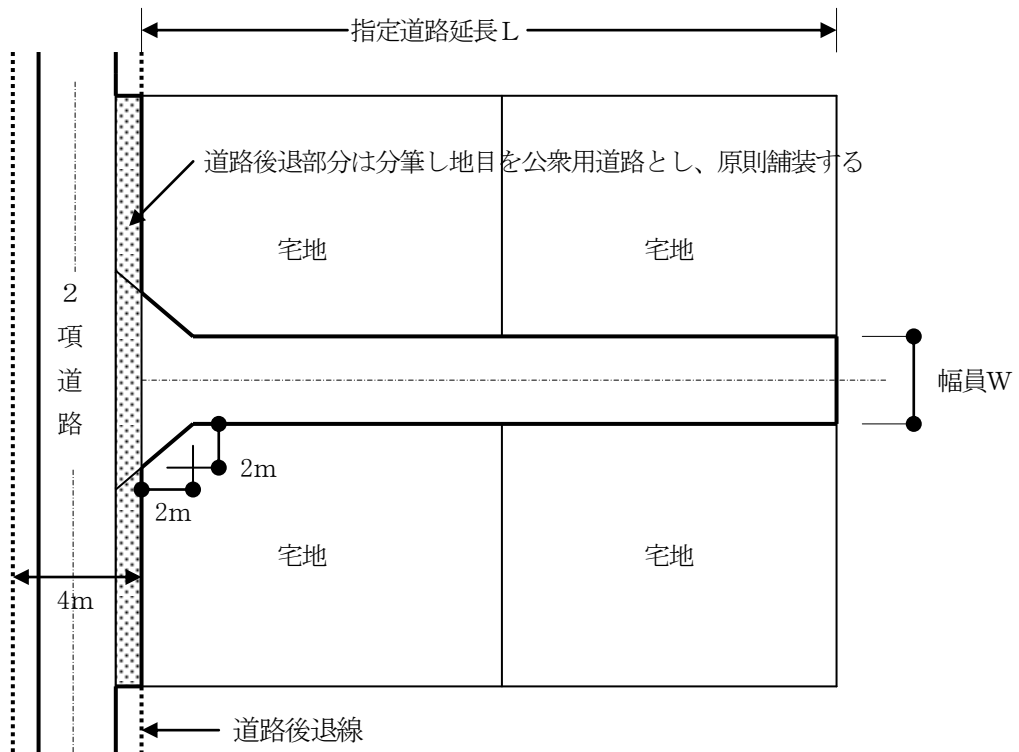 指定道路延長Ｌ
道路後退部分は分筆し地目を公衆用道路とし、原則舗装する
宅地
宅地
２項道路
幅員Ｗ
2m
2m
宅地
宅地
4m
道路後退線